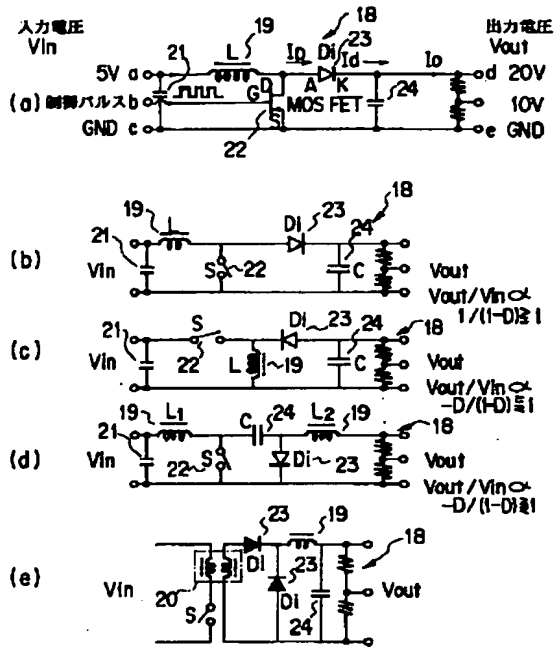 入力電圧 Vin
出力電圧 Vout
18
19
21
L
ID
Di
23
Id
Io
5V a
d 20V
(a) 制御パルス b
G D
A K
24
10V
MOS FET
S
GND c
e GND
22
19
L
Di
23
18
(b)
21
Vin
S
22
24
C
Vout
Vout/Vin∝
1/(1-D)≧1
(c)
21
S
Di
23
24
18
Vin
22
L
19
C
Vout
Vout/Vin∝
-D/(1-D)≧1
19
L1
C
24
L2
19
18
(d)
21
Vin
22
S
Di
23
Vout
Vout/Vin∝
-D/(1-D)≧1
23
19
18
(e)
Di
23
Vin
20
S
Di
24
Vout